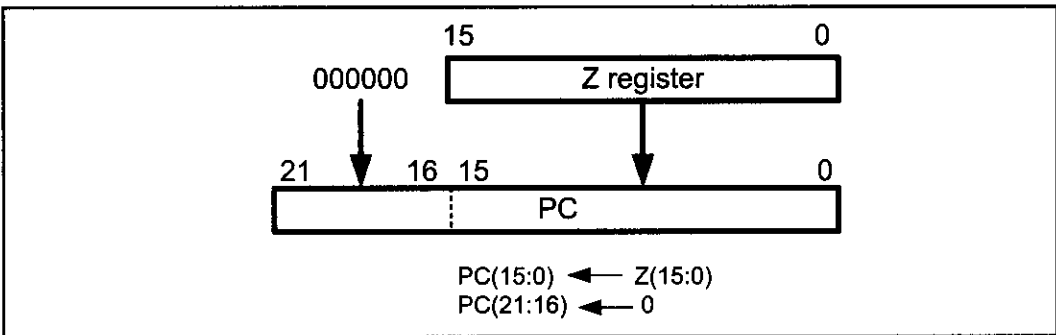 15 0
000000 Z register
21 16 15 0
PC
PC(15:0) ← Z(15:0)
PC(21:16) ← 0